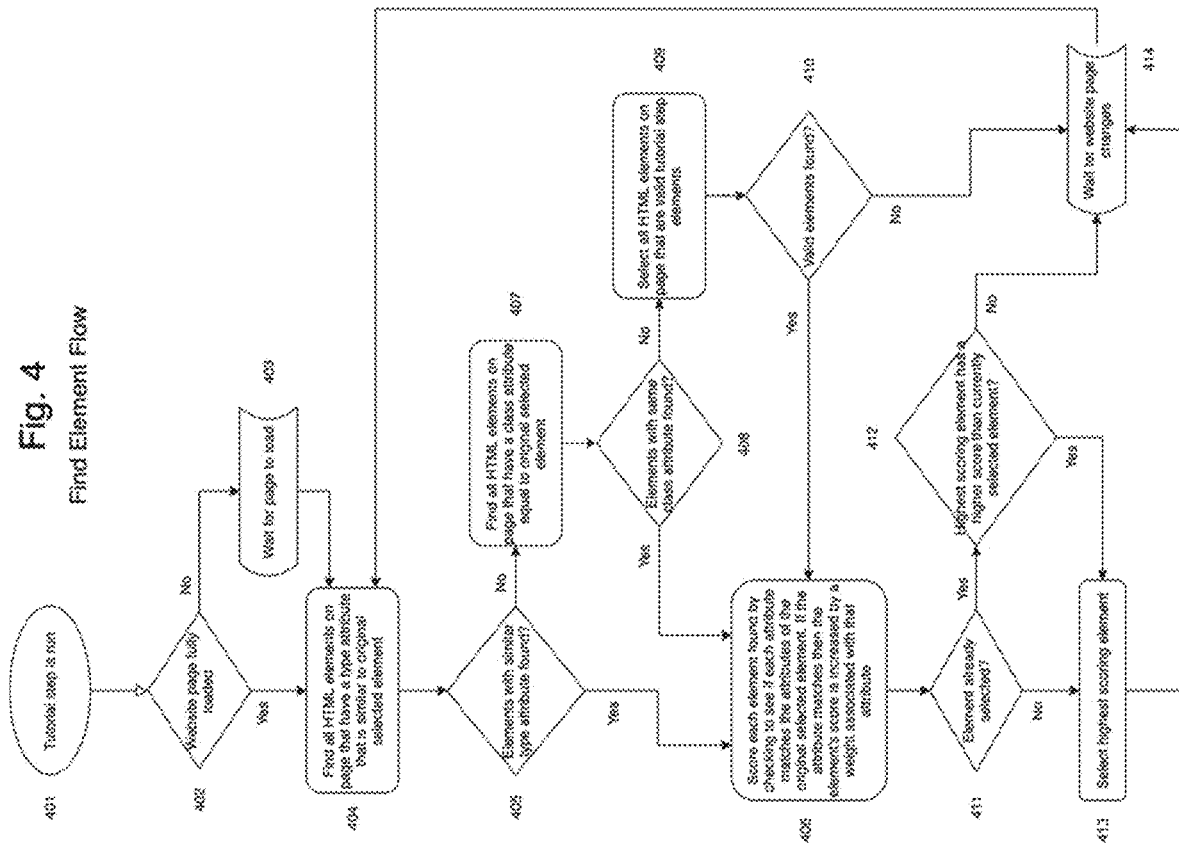 Fig. 4
Find Element Flow
401
Tutorial step is run
402
Website page fully
loaded
No
Yes
403
Wait for page to load
404
Find all HTML elements on
page that have a type attribute
that is similar to original
selected element
405
Elements with similar
type attribute found?
No
Yes
407
Find all HTML elements on
page that have a class attribute
equal to original selected
element
408
Elements with same
class attribute found?
No
Yes
409
Select all HTML elements on
page that are valid tutorial step
elements
410
Valid elements found?
Yes
No
406
Score each element found by
checking to see if each attribute
matches the attributes of the
original selected element. If the
attribute matches then the
element's score is increased by a
weight associated with that
attribute
411
Element already
selected?
Yes
No
412
Highest scoring element has a
higher score than currently
selected element?
No
Yes
413
Select highest scoring element
414
Wait for website page
changes